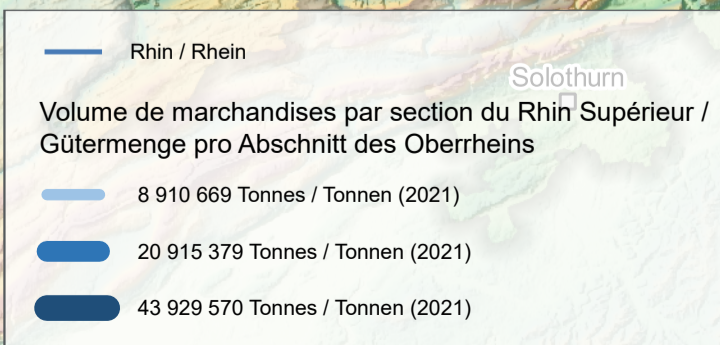 Rhin / Rhein
Solothurn
Volume de marchandises par section du Rhin Supérieur /
Gütermenge pro Abschnitt des Oberrheins
8 910 669 Tonnes / Tonnen (2021)
20 915 379 Tonnes / Tonnen (2021)
43 929 570 Tonnes / Tonnen (2021)